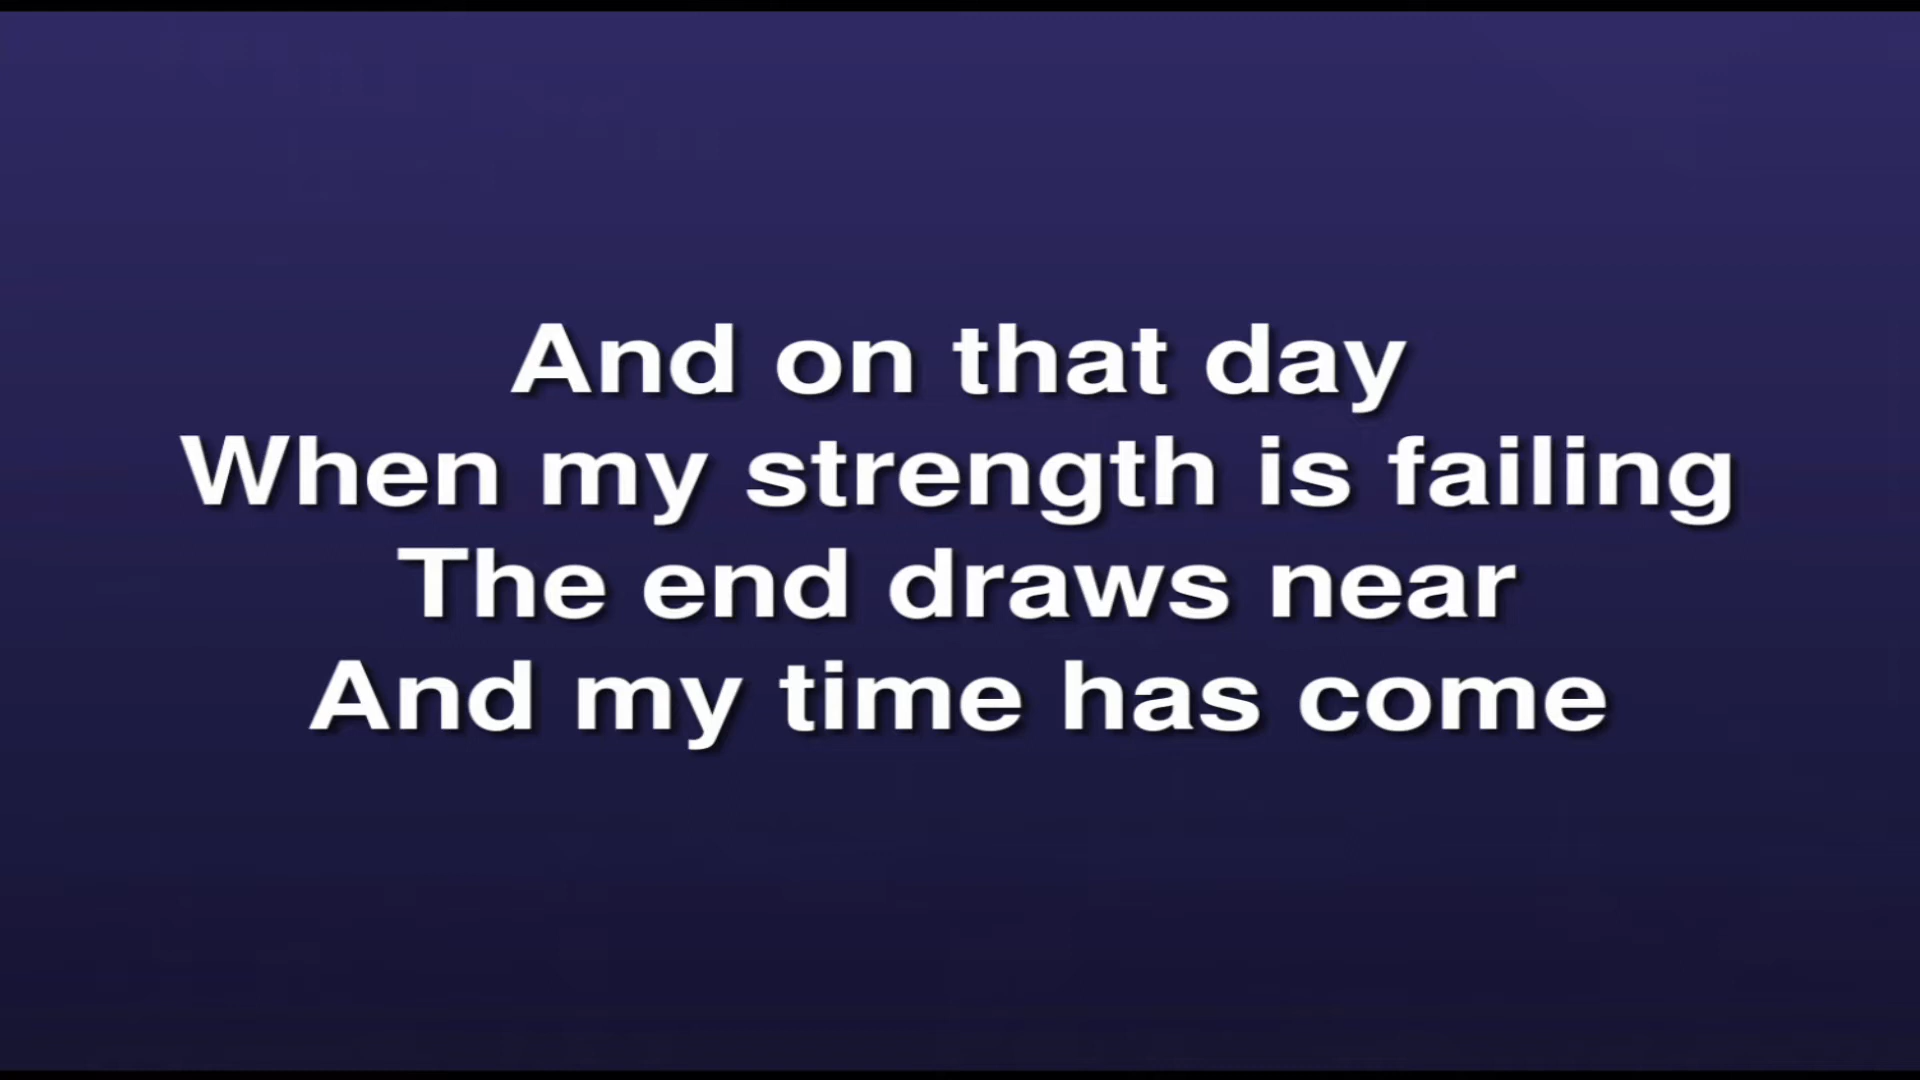 And on that day
When my strength is failing
The end draws near
And my time has come